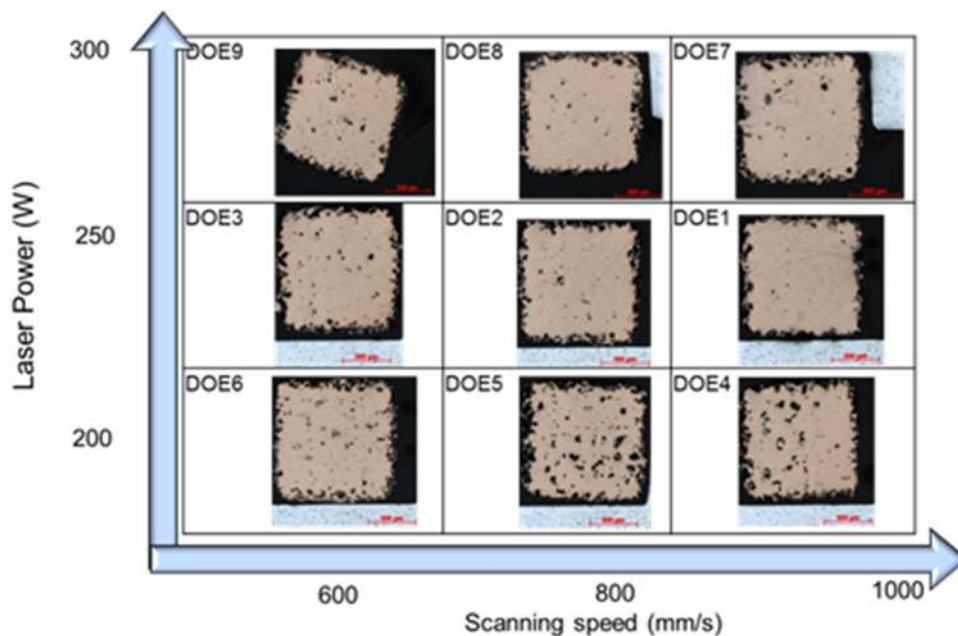 300
DOE9 DOE8 DOE7
250
DOE3 DOE2 DOE1
200
DOE6 DOE5 DOE4
Laser Power (W)
600 800 1000
Scanning speed (mm/s)